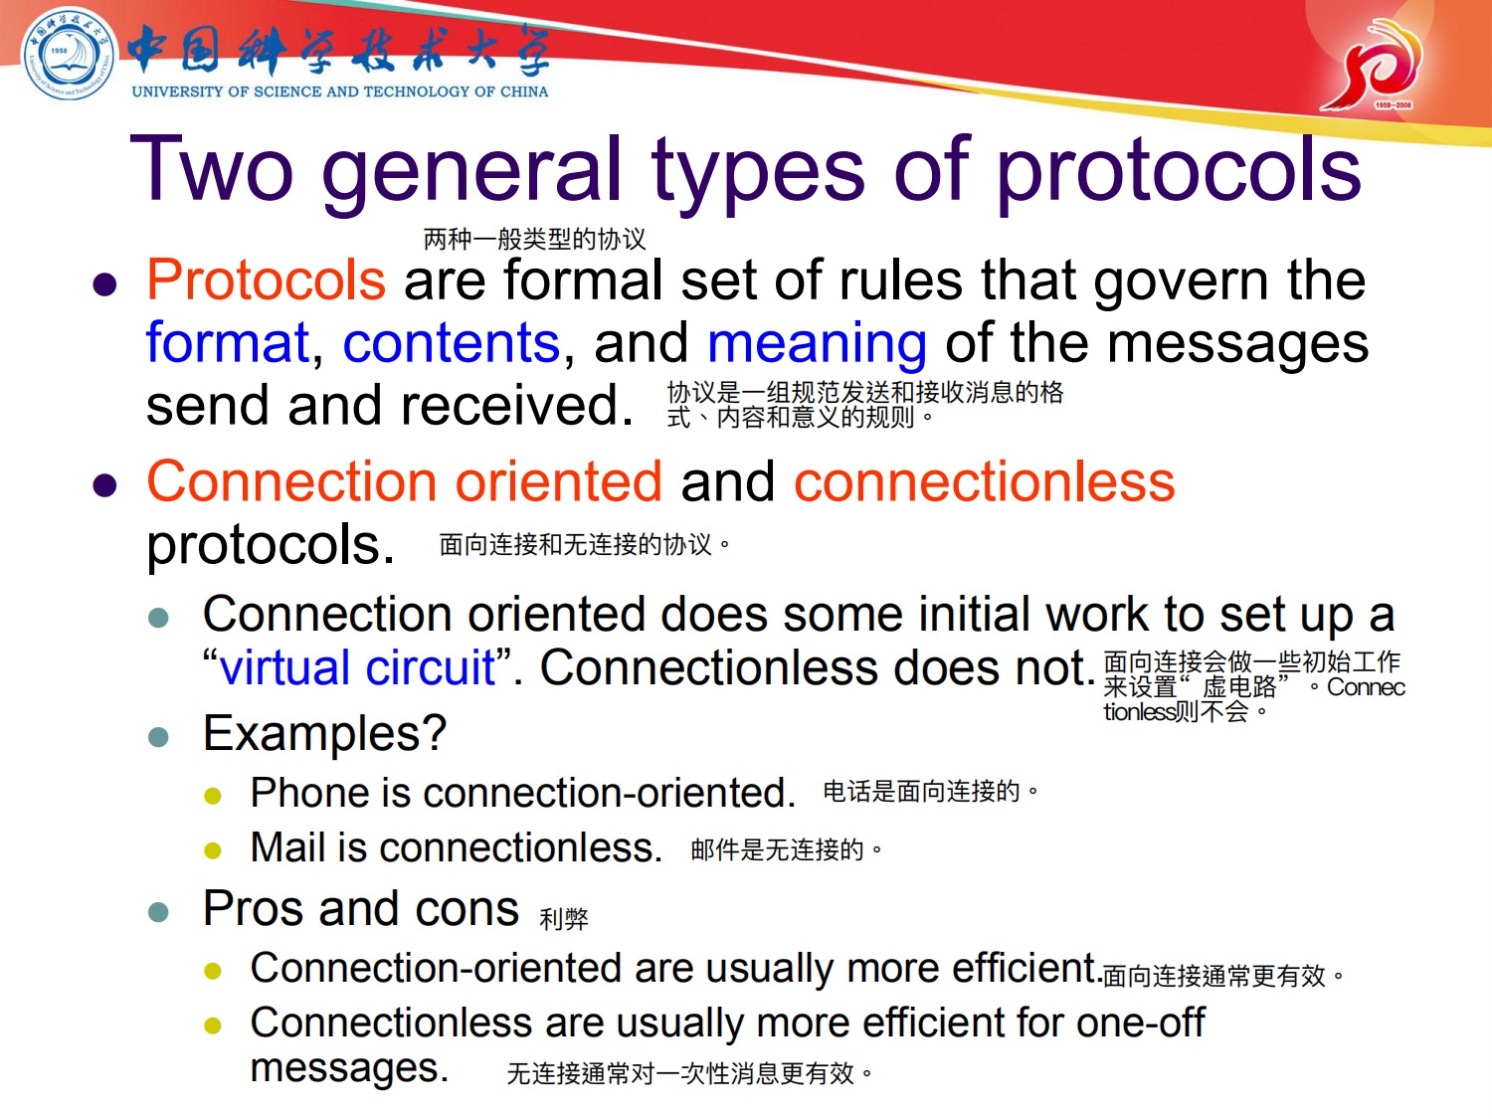 中国科学技术大学
UNIVERSITY OF SCIENCE AND TECHNOLOGY OF CHINA
1958
1958-2008
Two general types of protocols
两种一般类型的协议
Protocols are formal set of rules that govern the
format, contents, and meaning of the messages
send and received.
协议是一组规范发送和接收消息的格
式、内容和意义的规则。
Connection oriented and connectionless
protocols.
面向连接和无连接的协议。
Connection oriented does some initial work to set up a
“virtual circuit”. Connectionless does not.
面向连接会做一些初始工作
来设置“虚电路”。Connec
tionless则不会。
Examples?
Phone is connection-oriented.
电话是面向连接的。
Mail is connectionless.
邮件是无连接的。
Pros and cons
利弊
Connection-oriented are usually more efficient.
面向连接通常更有效。
Connectionless are usually more efficient for one-off
messages.
无连接通常对一次性消息更有效。